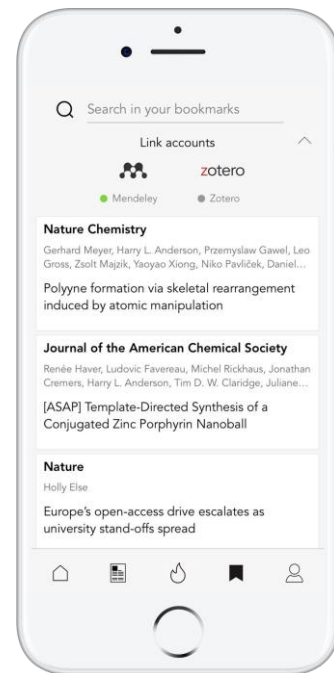 Search in your bookmarks
Link accounts
zotero
Mendeley
Zotero
Nature Chemistry
Gerhard Meyer, Harry L. Anderson, Przemyslaw Gawel, Leo
Gross, Zsolt Majzik, Yaoyao Xiong, Niko Pavliček, Daniel...
Polyyne formation via skeletal rearrangement
induced by atomic manipulation
Journal of the American Chemical Society
Renée Haver, Ludovic Favereau, Michel Rickhaus, Jonathan
Cremers, Harry L. Anderson, Tim D. W. Claridge, Juliane...
[ASAP] Template-Directed Synthesis of a
Conjugated Zinc Porphyrin Nanoball
Nature
Holly Else
Europe's open-access drive escalates as
university stand-offs spread